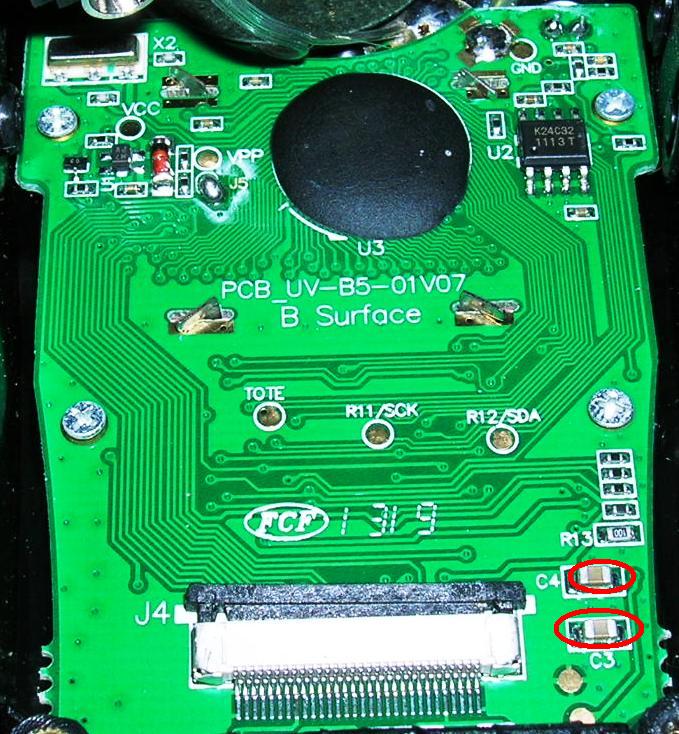 X2
GND
VCC
K24C32
1113T
U2
VPP
J5
U3
PCB_UV-B5-01V07
B Surface
TOTE
R11/SCK
R12/SDA
FCF 1319
R13
C4
J4
C3